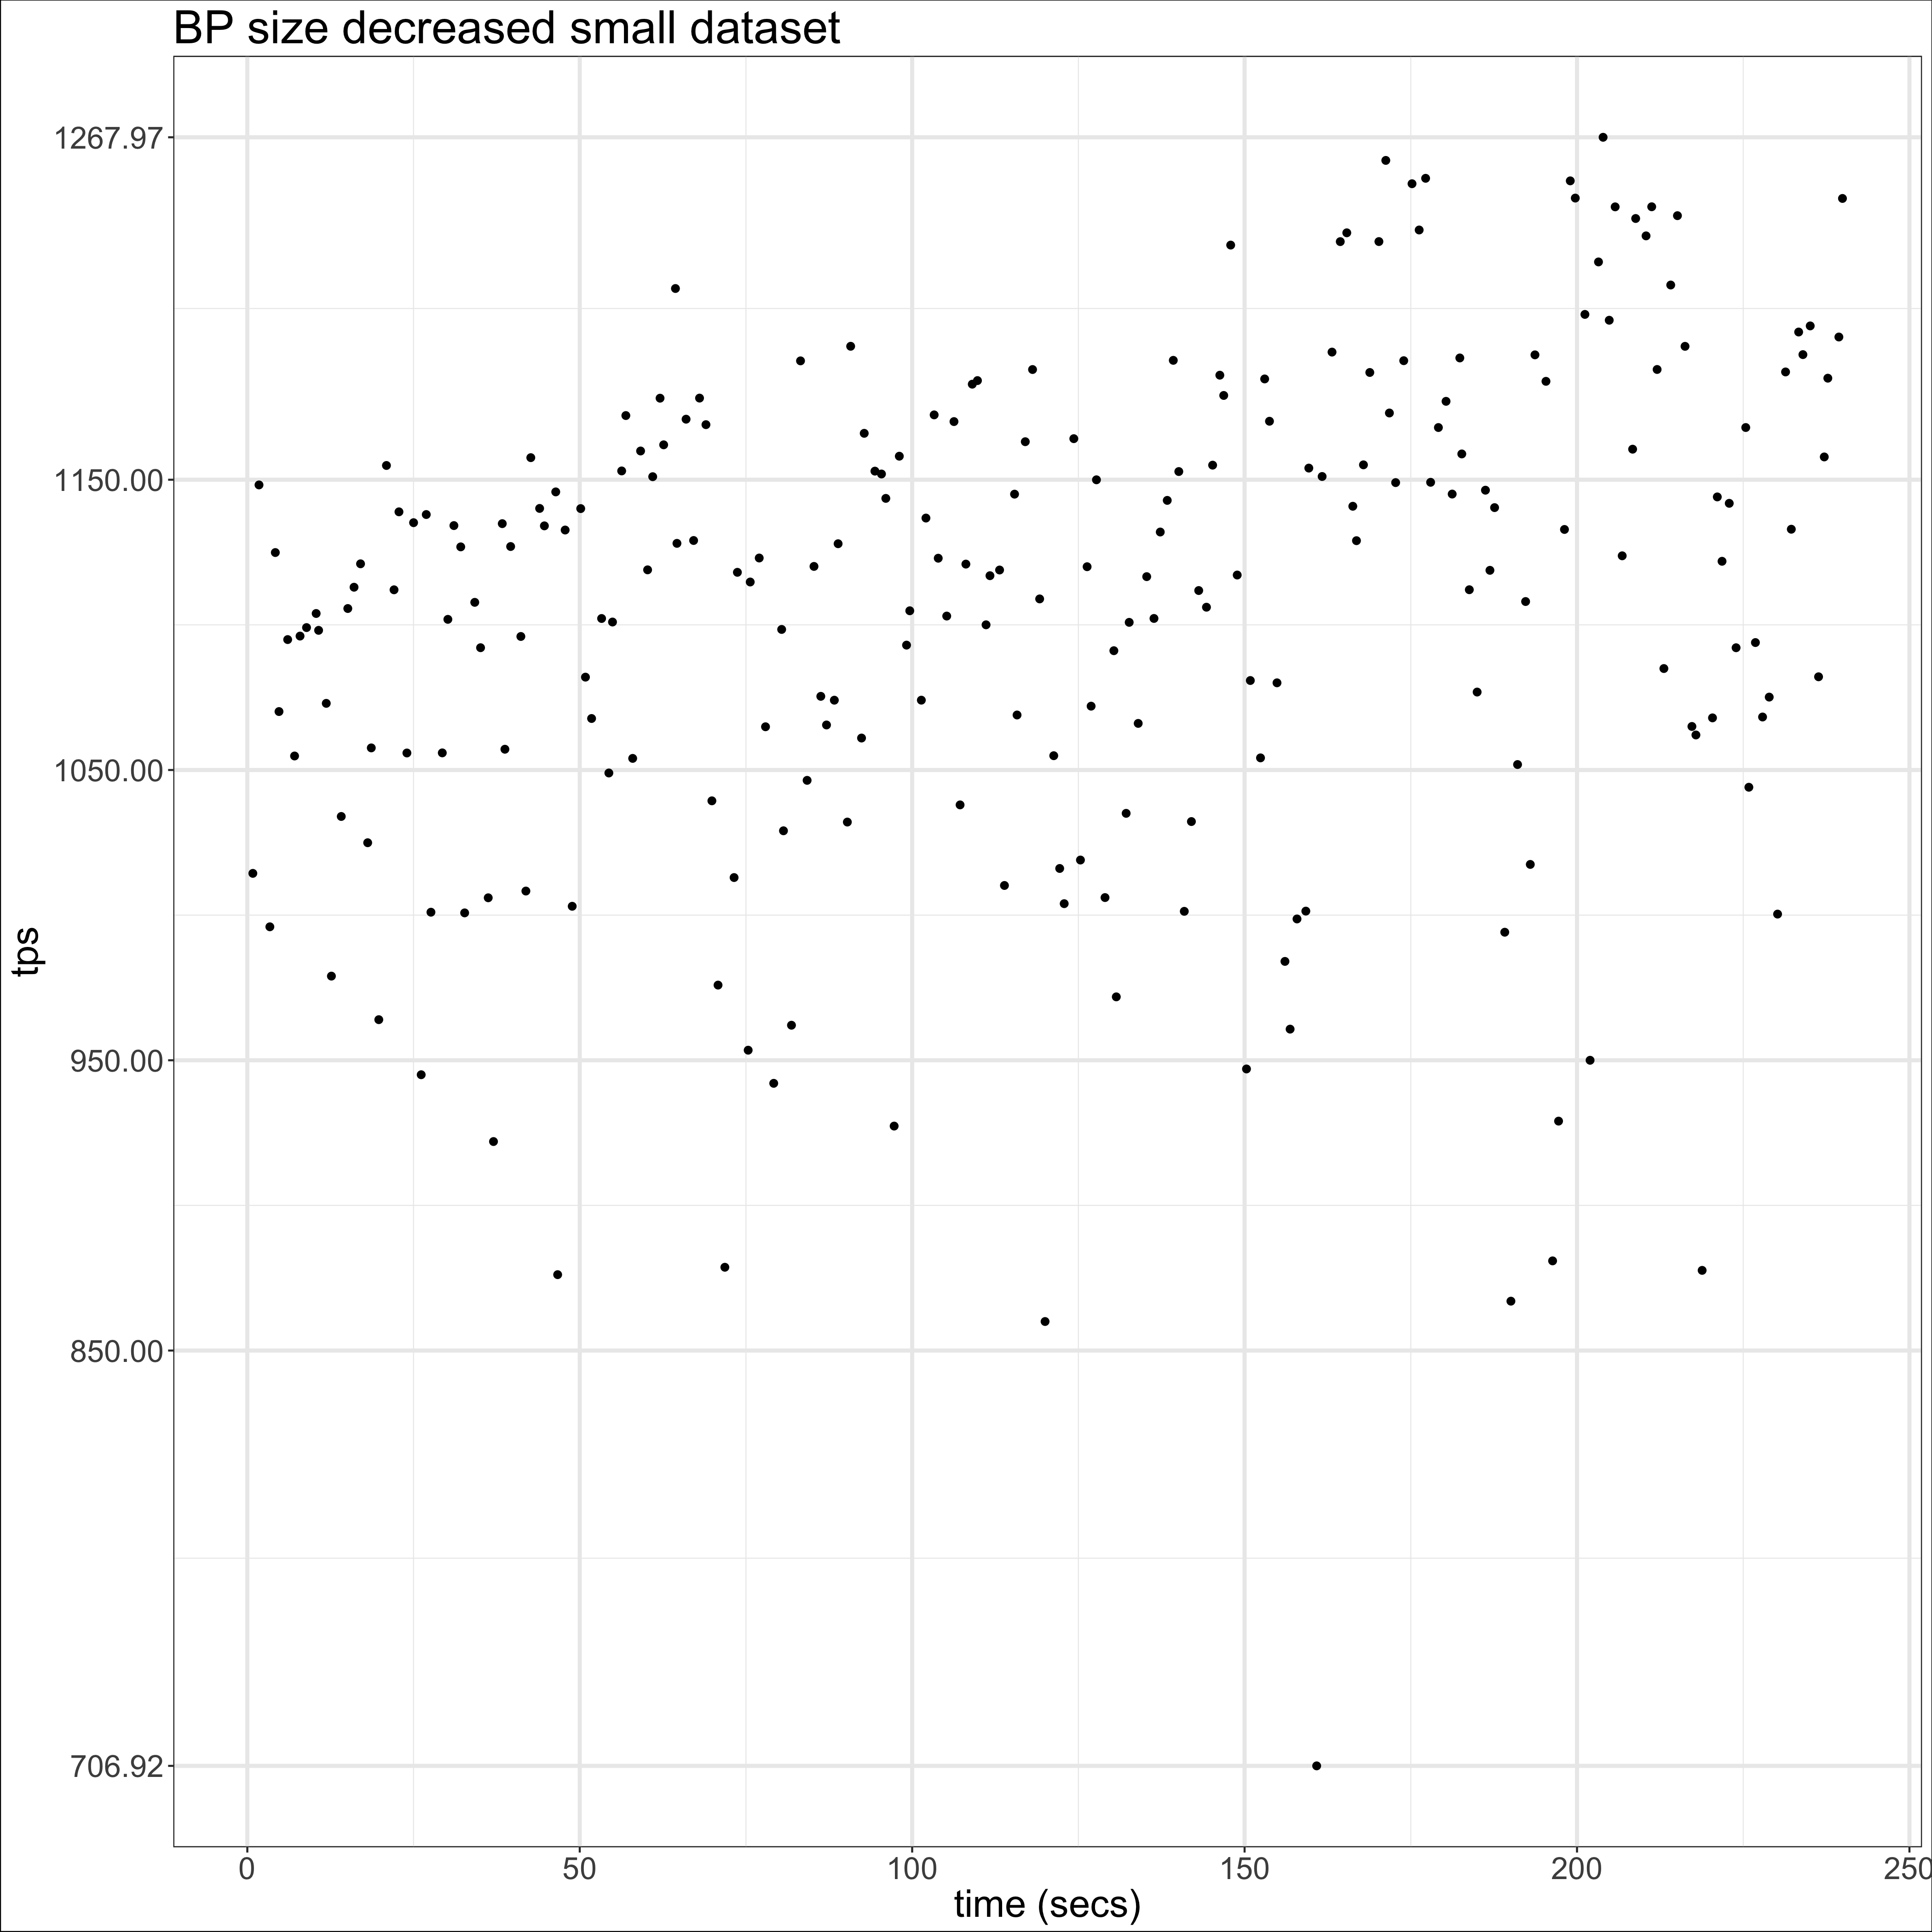 BP size decreased small dataset
1267.97
1150.00
1050.00
950.00
850.00
706.92
tps
0 50 100 150 200 250
time (secs)